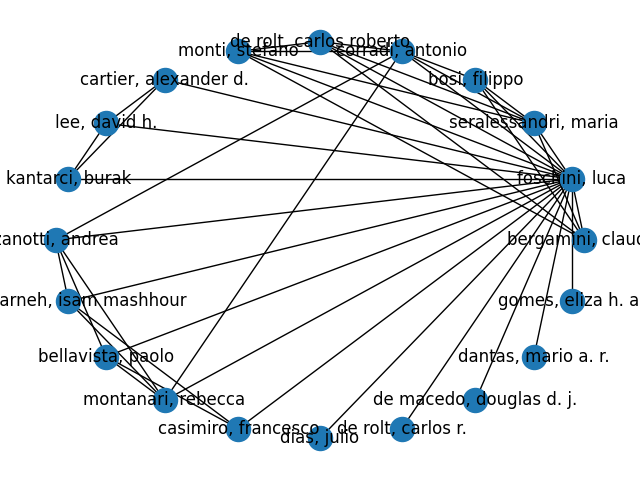 de rolt, carlos roberto
monti, stefano
corradi, antonio
cartier, alexander d.
bosi, filippo
lee, david h.
seralessandri, maria
kantarci, burak
foschini, luca
zanotti, andrea
bergamini, claud
arneh, isam mashhour
gomes, eliza h. a
bellavista, paolo
dantas, mario a. r.
montanari, rebecca
de macedo, douglas d. j.
casimiro, francesco
de rolt, carlos r.
dias, julio